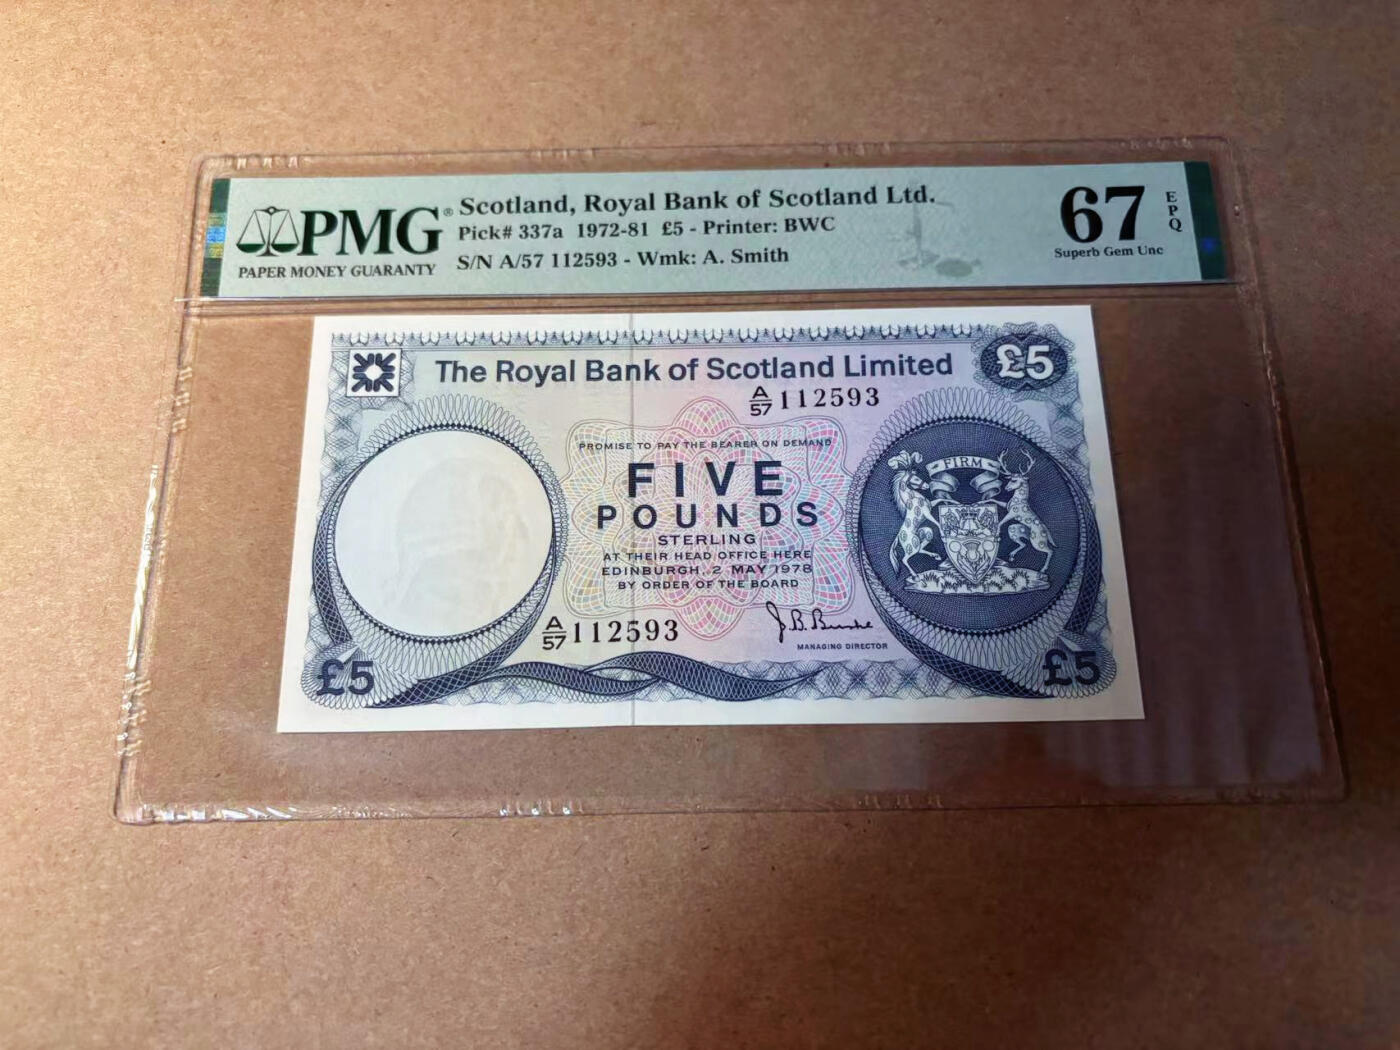 PMG®
PAPER MONEY GUARANTY
Scotland, Royal Bank of Scotland Ltd.
Pick# 337a 1972-81 £5 - Printer: BWC
S/N A/57 112593 - Wmk: A. Smith
67
EPQ
Superb Gem Unc
The Royal Bank of Scotland Limited
£5
A/57 112593
PROMISE TO PAY THE BEARER ON DEMAND
FIVE
POUNDS
STERLING
AT THEIR HEAD OFFICE HERE
EDINBURGH, 2 MAY 1978
BY ORDER OF THE BOARD
FIRM
A/57 112593
J B Burke
MANAGING DIRECTOR
£5
£5